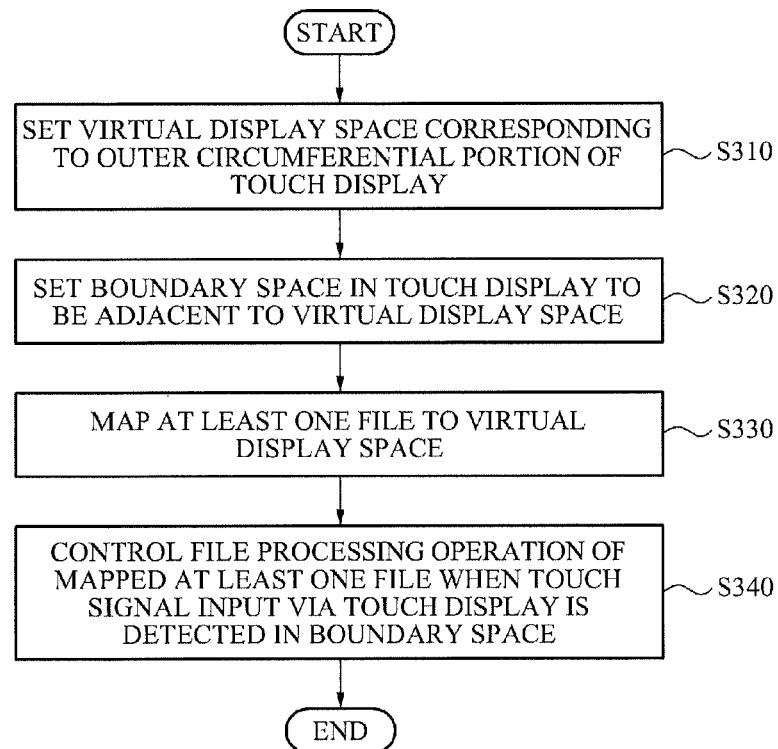 START
SET VIRTUAL DISPLAY SPACE CORRESPONDING
TO OUTER CIRCUMFERENTIAL PORTION OF
TOUCH DISPLAY
S310
SET BOUNDARY SPACE IN TOUCH DISPLAY TO
BE ADJACENT TO VIRTUAL DISPLAY SPACE
S320
MAP AT LEAST ONE FILE TO VIRTUAL
DISPLAY SPACE
S330
CONTROL FILE PROCESSING OPERATION OF
MAPPED AT LEAST ONE FILE WHEN TOUCH
SIGNAL INPUT VIA TOUCH DISPLAY IS
DETECTED IN BOUNDARY SPACE
S340
END